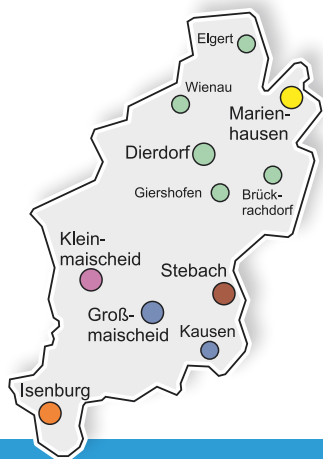 Elgert
Wienau
Marien-
hausen
Dierdorf
Giershofen
Brück-
rachdorf
Klein-
maischeid
Stebach
Groß-
maischeid
Kausen
Isenburg